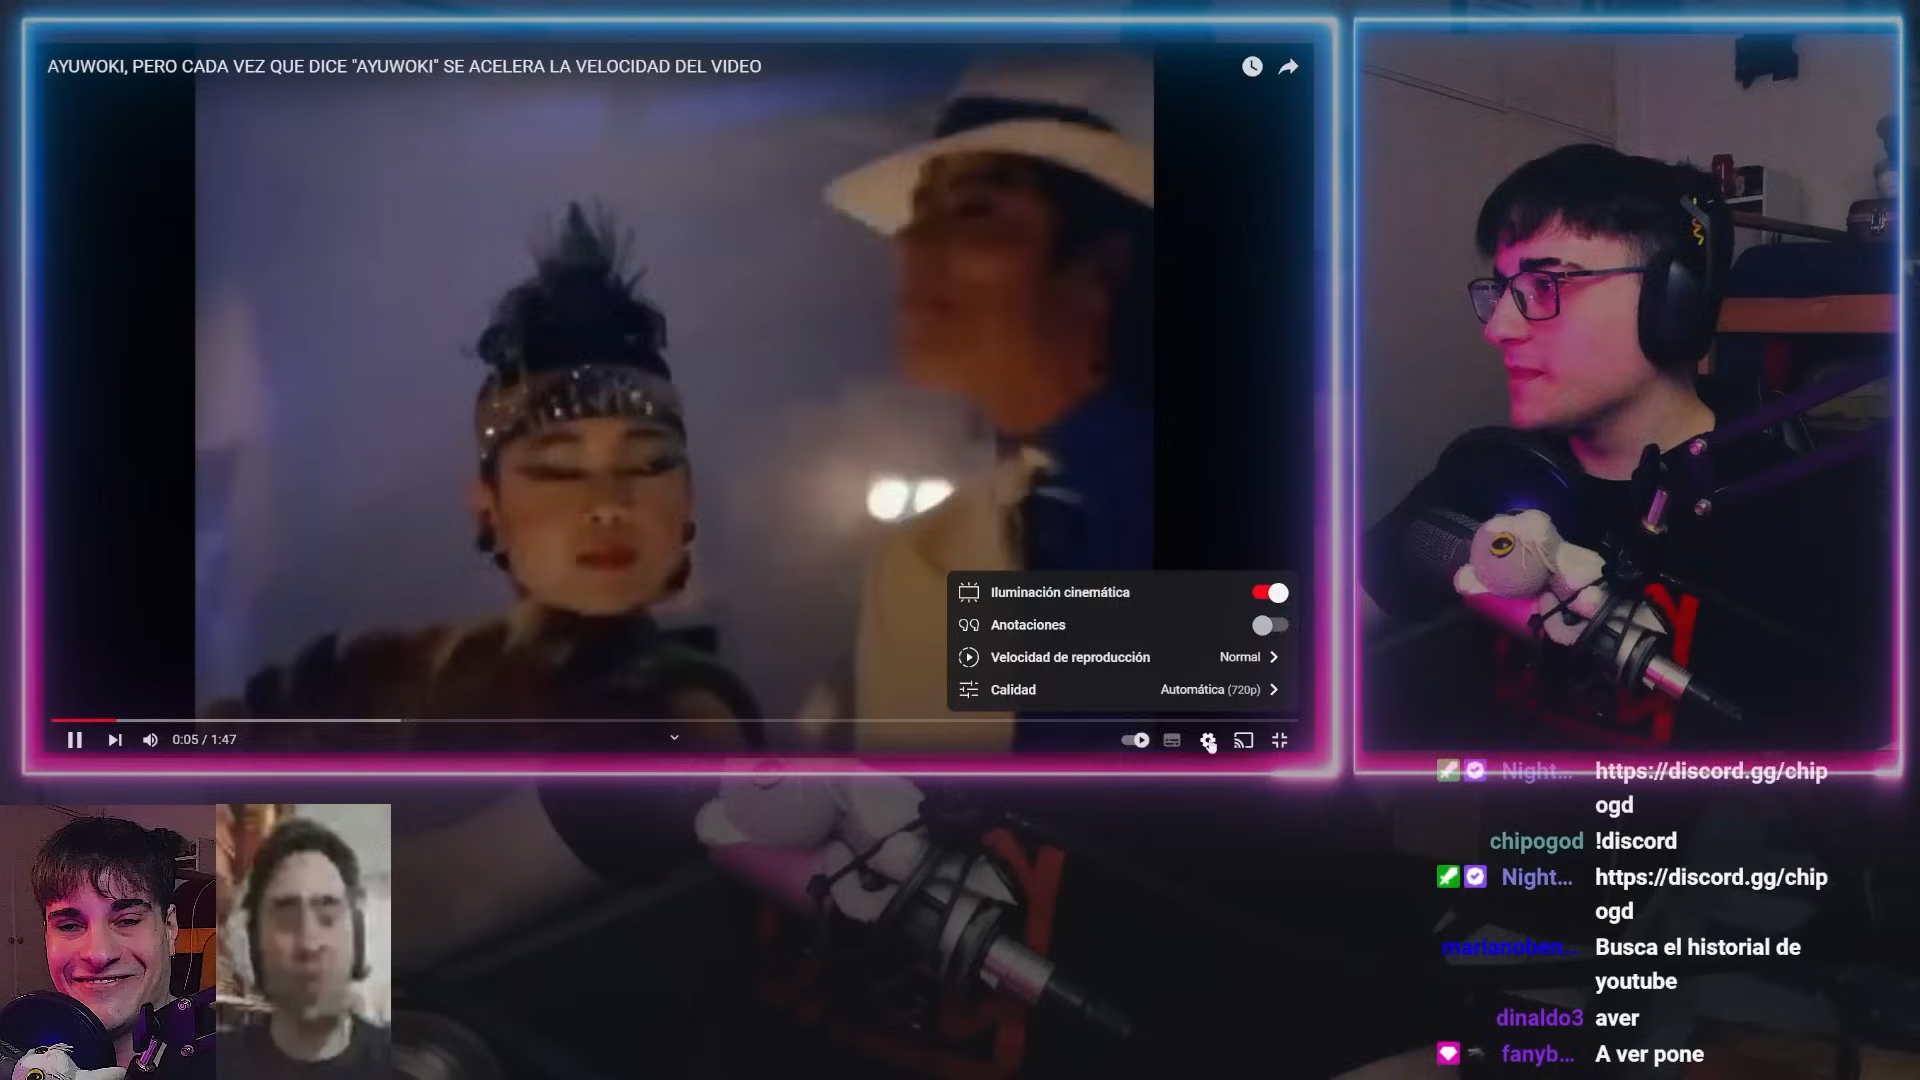 AYUWOKI, PERO CADA VEZ QUE DICE "AYUWOKI" SE ACELERA LA VELOCIDAD DEL VIDEO
Iluminación cinemática
Anotaciones
Velocidad de reproducción Normal
Calidad Automática (720p)
0:05 / 1:47
Night... https://discord.gg/chip
ogd
chipogod !discord
Night... https://discord.gg/chip
ogd
marianoben... Busca el historial de
youtube
dinaldo3 aver
fanyb... A ver pone